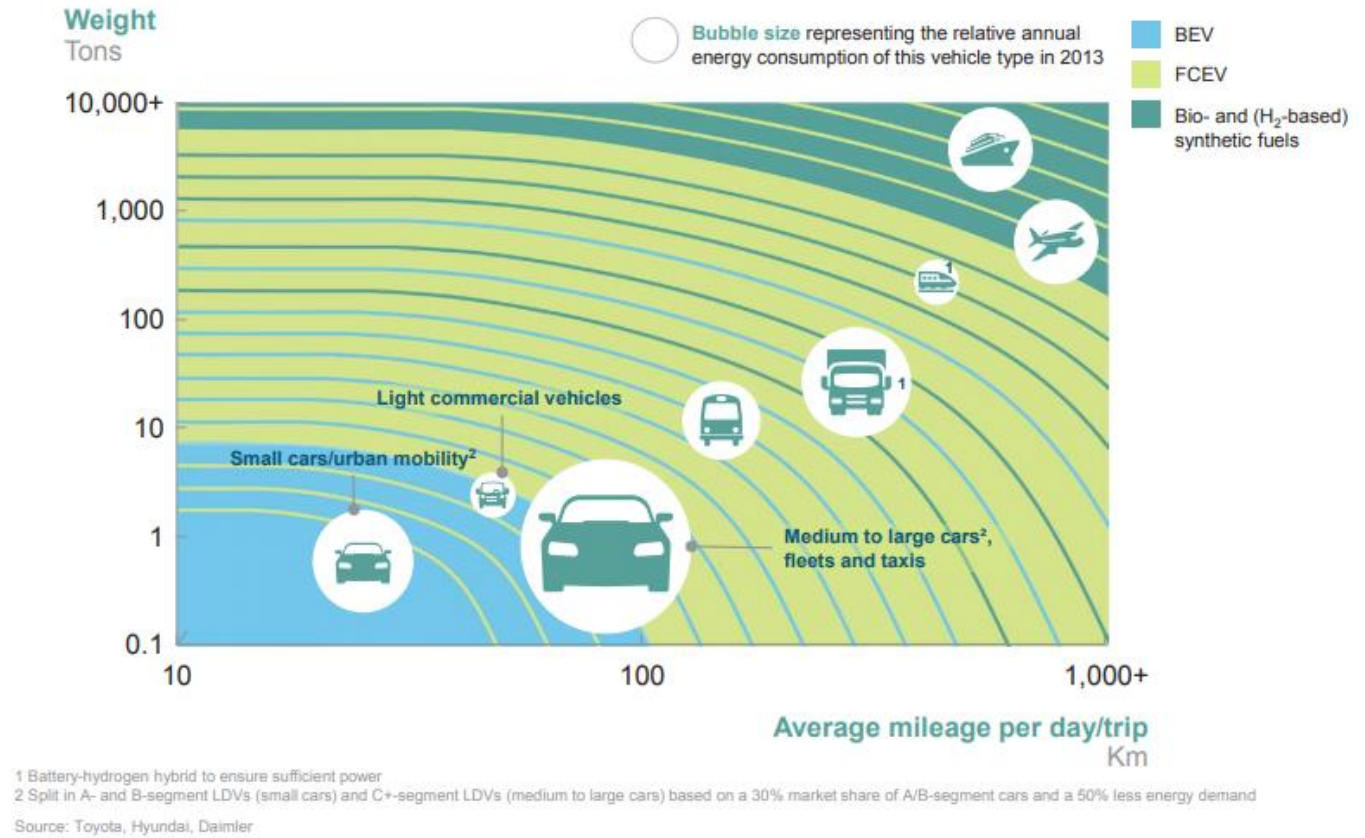 Weight
Tons
Bubble size representing the relative annual
energy consumption of this vehicle type in 2013
BEV
FCEV
Bio- and (H₂-based)
synthetic fuels
10,000+
1,000
100
10
1
0.1
1
1
Light commercial vehicles
Small cars/urban mobility²
Medium to large cars²,
fleets and taxis
10
100
1,000+
Average mileage per day/trip
Km
1 Battery-hydrogen hybrid to ensure sufficient power
2 Split in A- and B-segment LDVs (small cars) and C+-segment LDVs (medium to large cars) based on a 30% market share of A/B-segment cars and a 50% less energy demand
Source: Toyota, Hyundai, Daimler